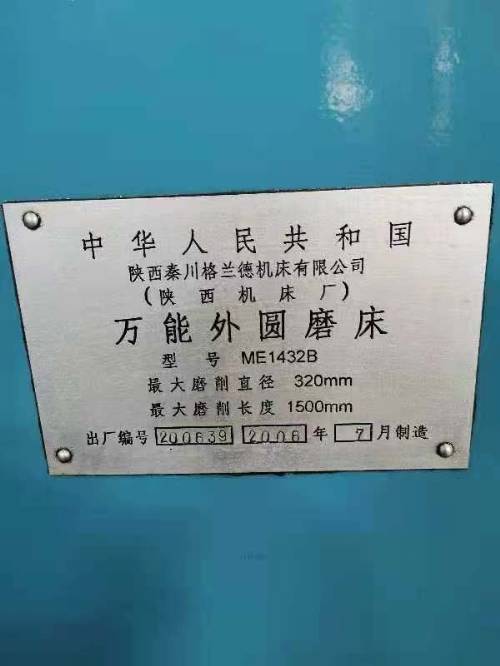 中华人民共和国
陕西秦川格兰德机床有限公司
(陕西机床厂)
万能外圆磨床
型号 ME1432B
最大磨削直径 320mm
最大磨削长度 1500mm
出厂编号 200639 2006 年 7 月制造